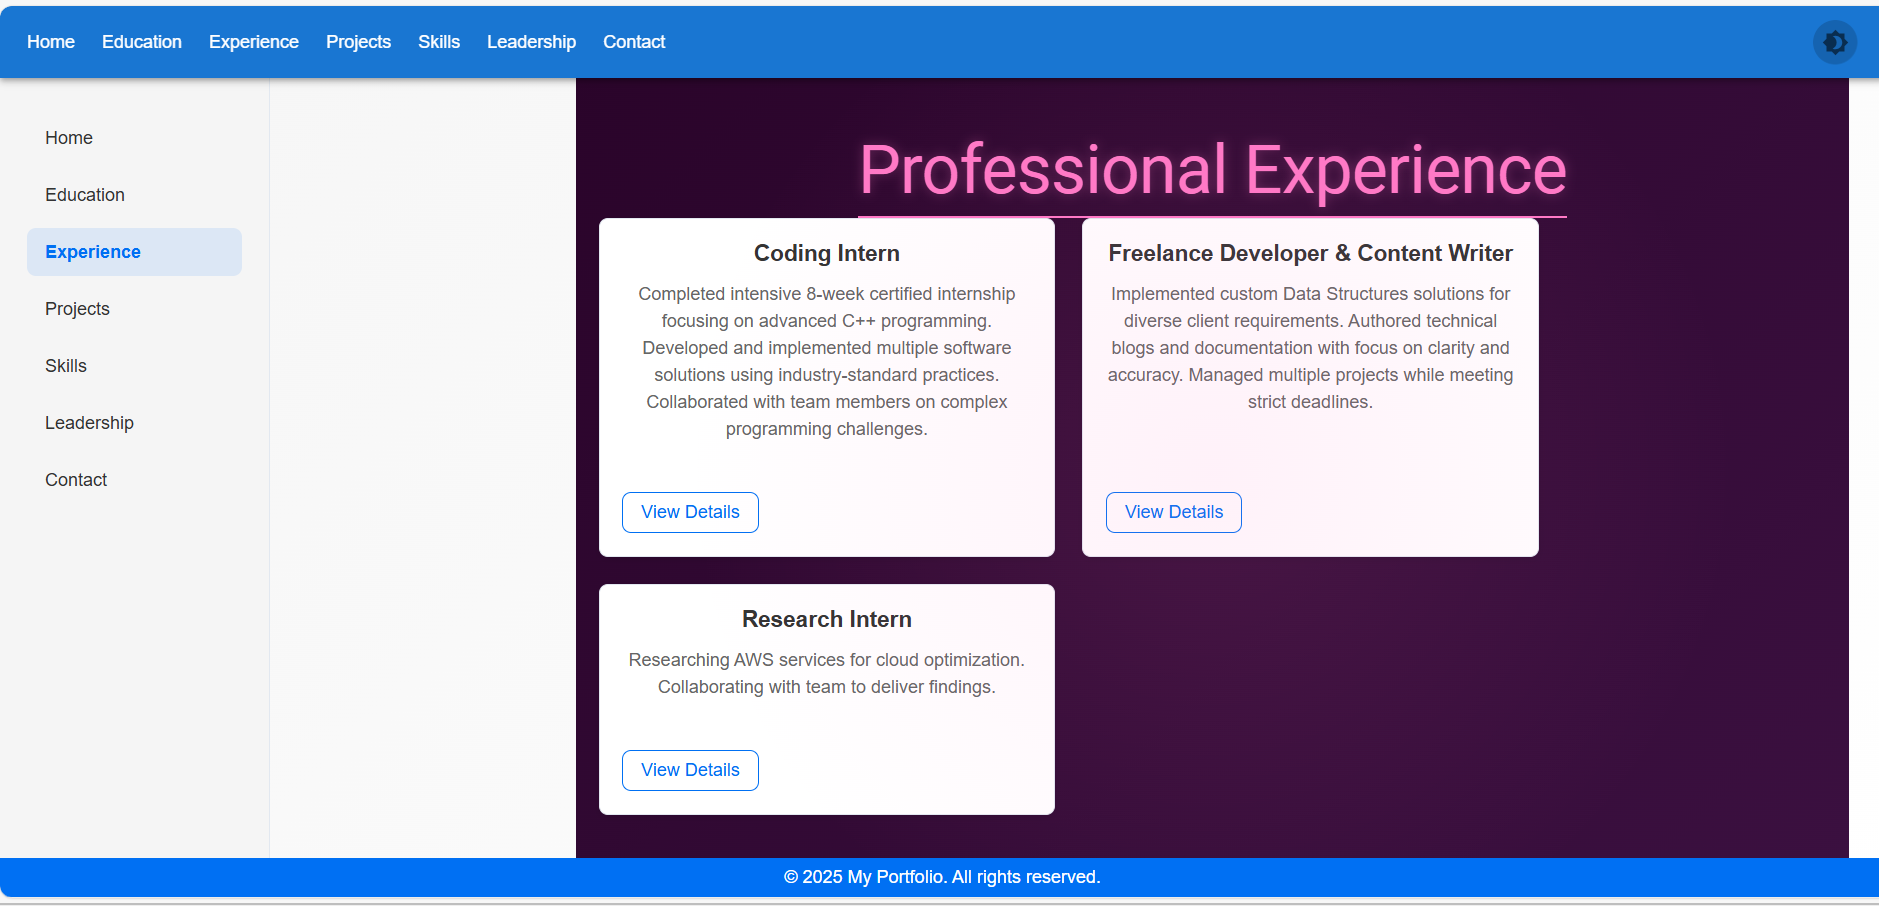 Home Education Experience Projects Skills Leadership Contact
Home
Education
Experience
Projects
Skills
Leadership
Contact
Professional Experience
Coding Intern
Completed intensive 8-week certified internship
focusing on advanced C++ programming.
Developed and implemented multiple software
solutions using industry-standard practices.
Collaborated with team members on complex
programming challenges.
View Details
Freelance Developer & Content Writer
Implemented custom Data Structures solutions for
diverse client requirements. Authored technical
blogs and documentation with focus on clarity and
accuracy. Managed multiple projects while meeting
strict deadlines.
View Details
Research Intern
Researching AWS services for cloud optimization.
Collaborating with team to deliver findings.
View Details
© 2025 My Portfolio. All rights reserved.